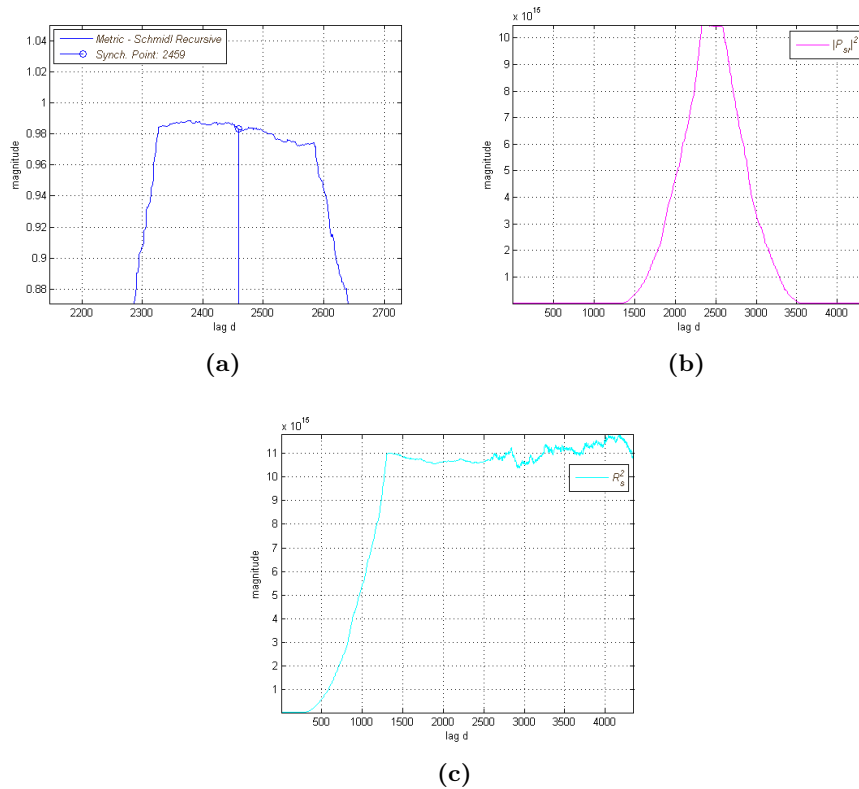 Metric - Schmidl Recursive
Synch. Point: 2459
1.04
1.02
1
0.98
0.96
0.94
0.92
0.9
0.88
magnitude
2200 2300 2400 2500 2600 2700
lag d
(a)
x 10^15
|P_sr|^2
10
9
8
7
6
5
4
3
2
1
magnitude
500 1000 1500 2000 2500 3000 3500 4000
lag d
(b)
x 10^15
R_s^2
11
10
9
8
7
6
5
4
3
2
1
magnitude
500 1000 1500 2000 2500 3000 3500 4000
lag d
(c)